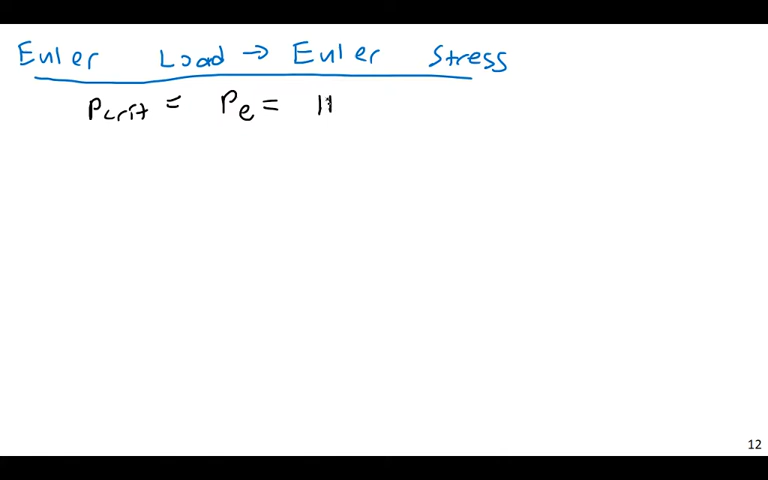 Euler Load → Euler Stress
Pcrit = Pe = 
12